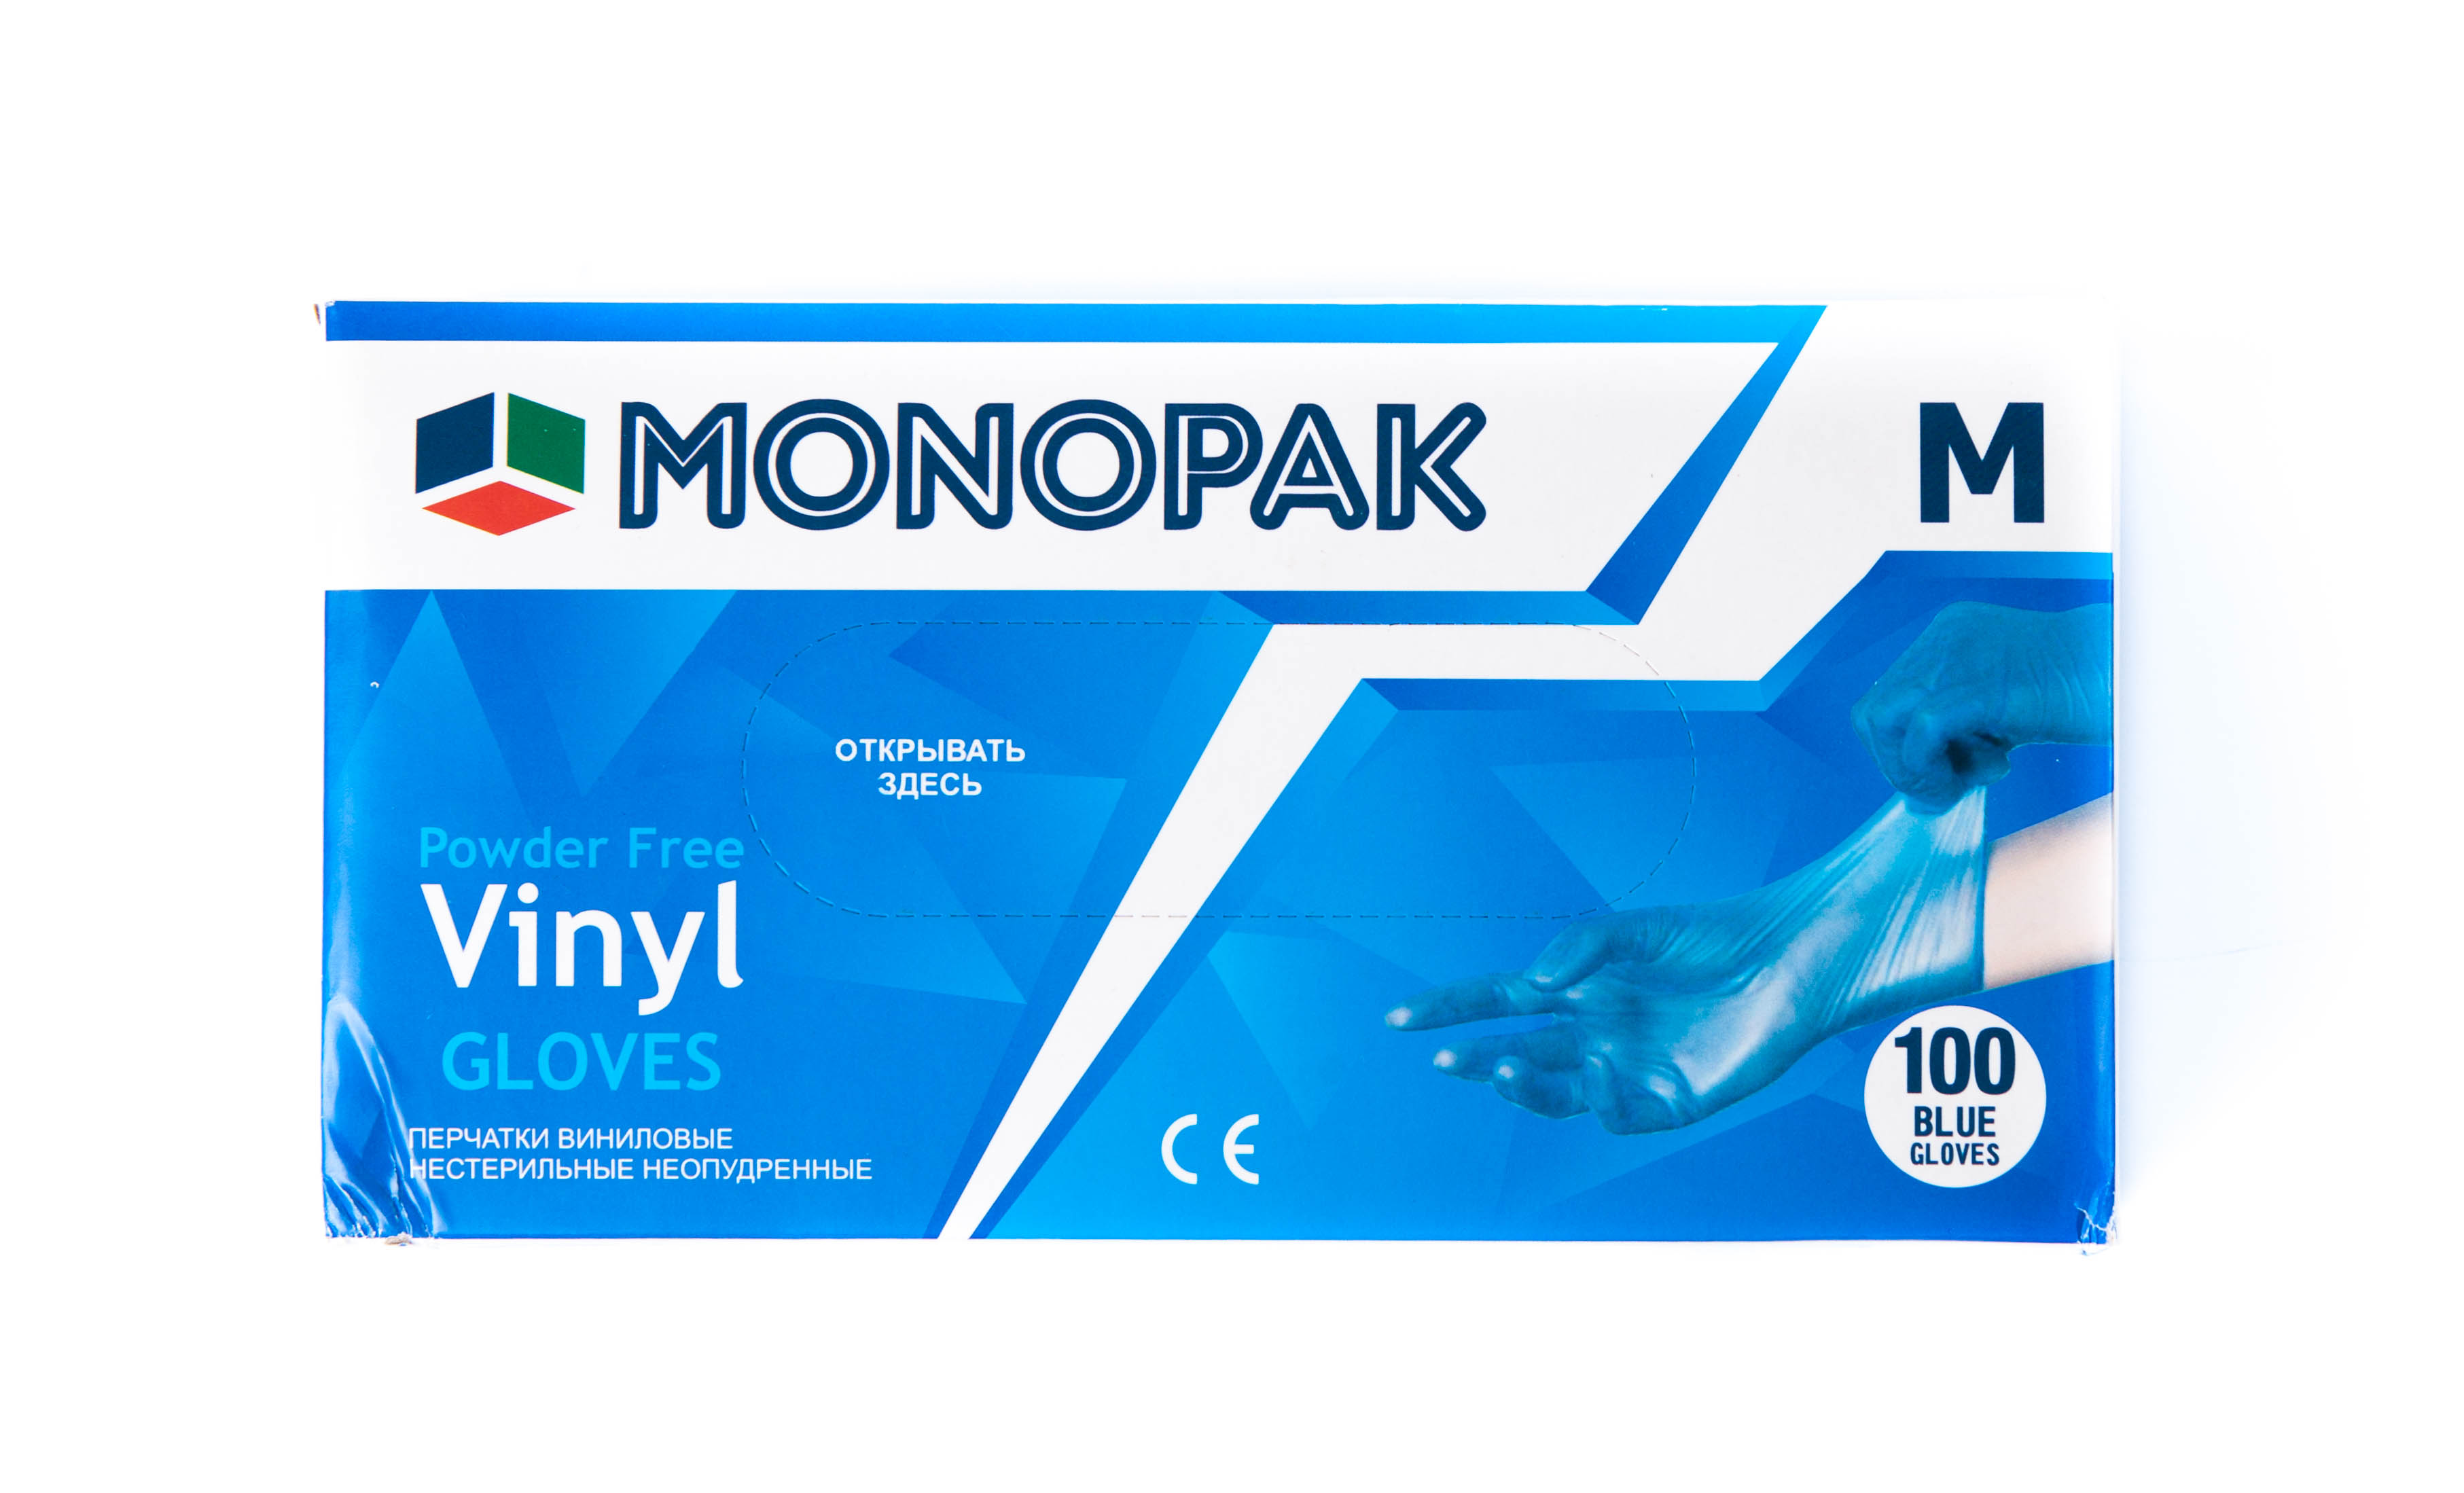 MONOPAK
M
ОТКРЫВАТЬ
ЗДЕСЬ
Powder Free
Vinyl
GLOVES
ПЕРЧАТКИ ВИНИЛОВЫЕ
НЕСТЕРИЛЬНЫЕ НЕОПУДРЕННЫЕ
CE
100
BLUE
GLOVES